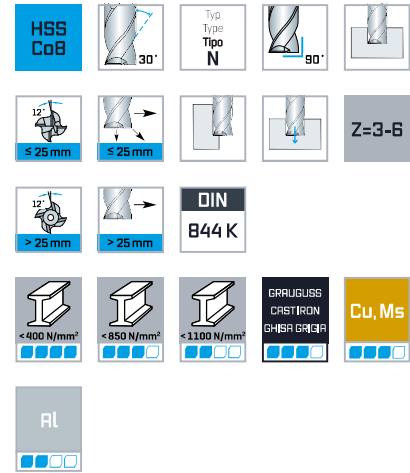 HSS
Co8
30°
Typ
Type
Tipo
N
90°
12°
≤ 25 mm
≤ 25 mm
Z=3-6
12°
> 25 mm
> 25 mm
DIN
844 K
<400 N/mm²
<850 N/mm²
<1100 N/mm²
GRAUGUSS
CAST IRON
GHISA GRIGIA
Cu, Ms
Al